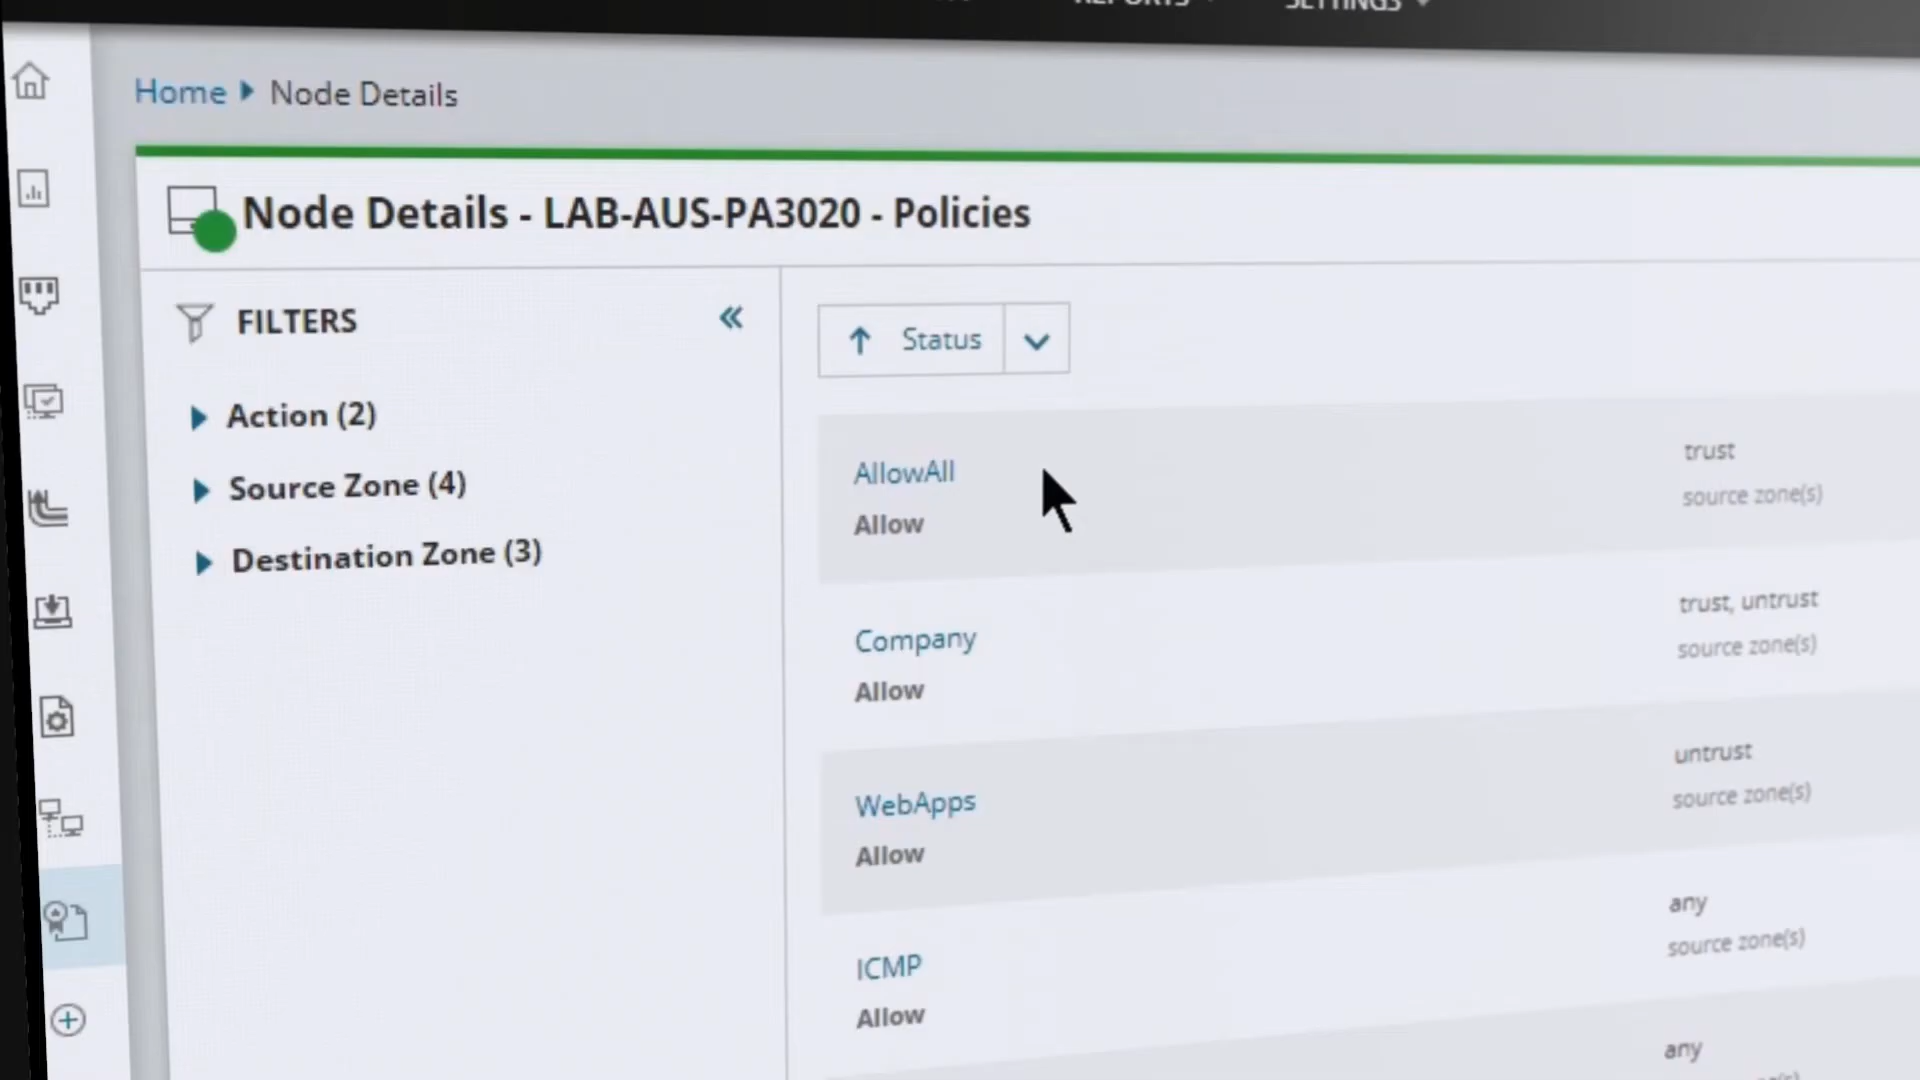 REPORTS
SETTINGS
Home Node Details
Node Details - LAB-AUS-PA3020 - Policies
FILTERS
Status
Action (2)
Source Zone (4)
Destination Zone (3)
AllowAll
Allow
trust
source zone(s)
Company
Allow
trust, untrust
source zone(s)
WebApps
Allow
untrust
source zone(s)
ICMP
Allow
any
source zone(s)
any